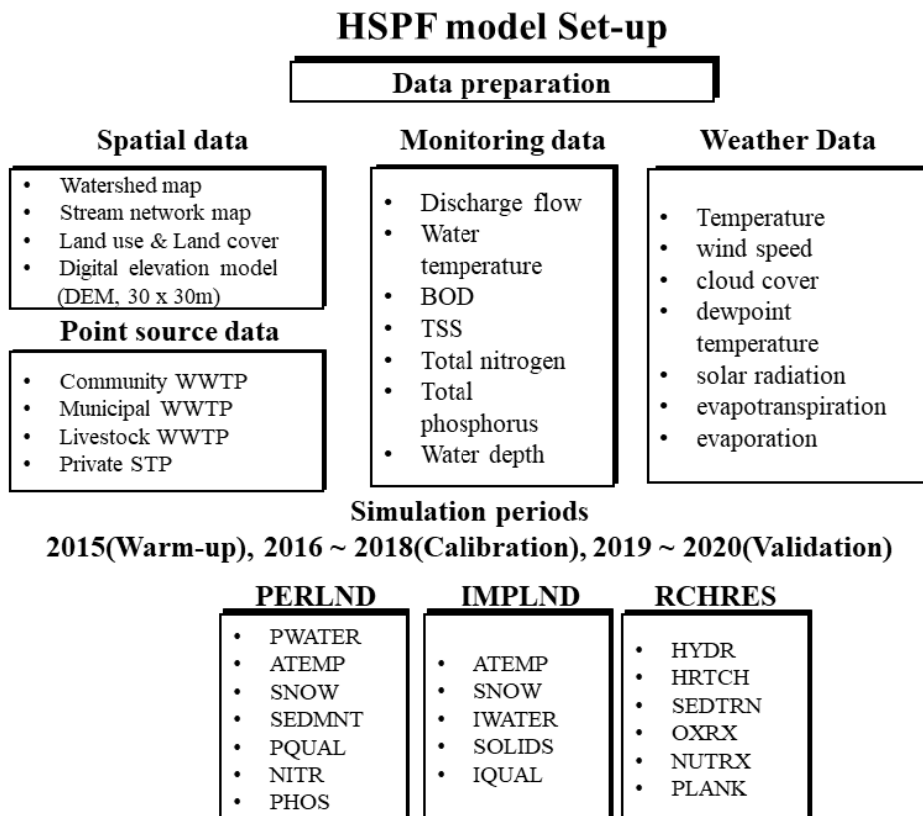 HSPF model Set-up
Data preparation
Spatial data
• Watershed map
• Stream network map
• Land use & Land cover
• Digital elevation model
(DEM, 30 x 30m)
Point source data
• Community WWTP
• Municipal WWTP
• Livestock WWTP
• Private STP
Monitoring data
• Discharge flow
• Water
temperature
• BOD
• TSS
• Total nitrogen
• Total
phosphorus
• Water depth
Weather Data
• Temperature
• wind speed
• cloud cover
• dewpoint
temperature
• solar radiation
• evapotranspiration
• evaporation
Simulation periods
2015(Warm-up), 2016 ~ 2018(Calibration), 2019 ~ 2020(Validation)
PERLND
• PWATER
• ATEMP
• SNOW
• SEDMNT
• PQUAL
• NITR
• PHOS
IMPLND
• ATEMP
• SNOW
• IWATER
• SOLIDS
• IQUAL
RCHRES
• HYDR
• HRTCH
• SEDTRN
• OXRX
• NUTRX
• PLANK